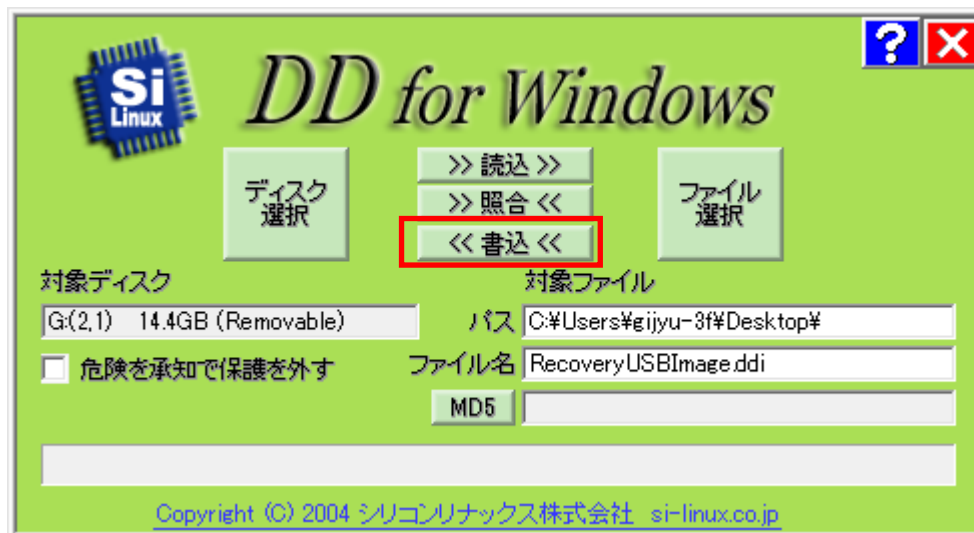 ?
Si
Linux
DD for Windows
ディスク
選択
>> 読込 >>
>> 照合 <<
<< 書込 <<
ファイル
選択
対象ディスク
対象ファイル
G:(2,1) 14.4GB (Removable)
パス C:¥Users¥gijyu-3f¥Desktop¥
危険を承知で保護を外す
ファイル名 RecoveryUSBImage.ddi
MD5
Copyright (C) 2004 シリコンリナックス株式会社 si-linux.co.jp